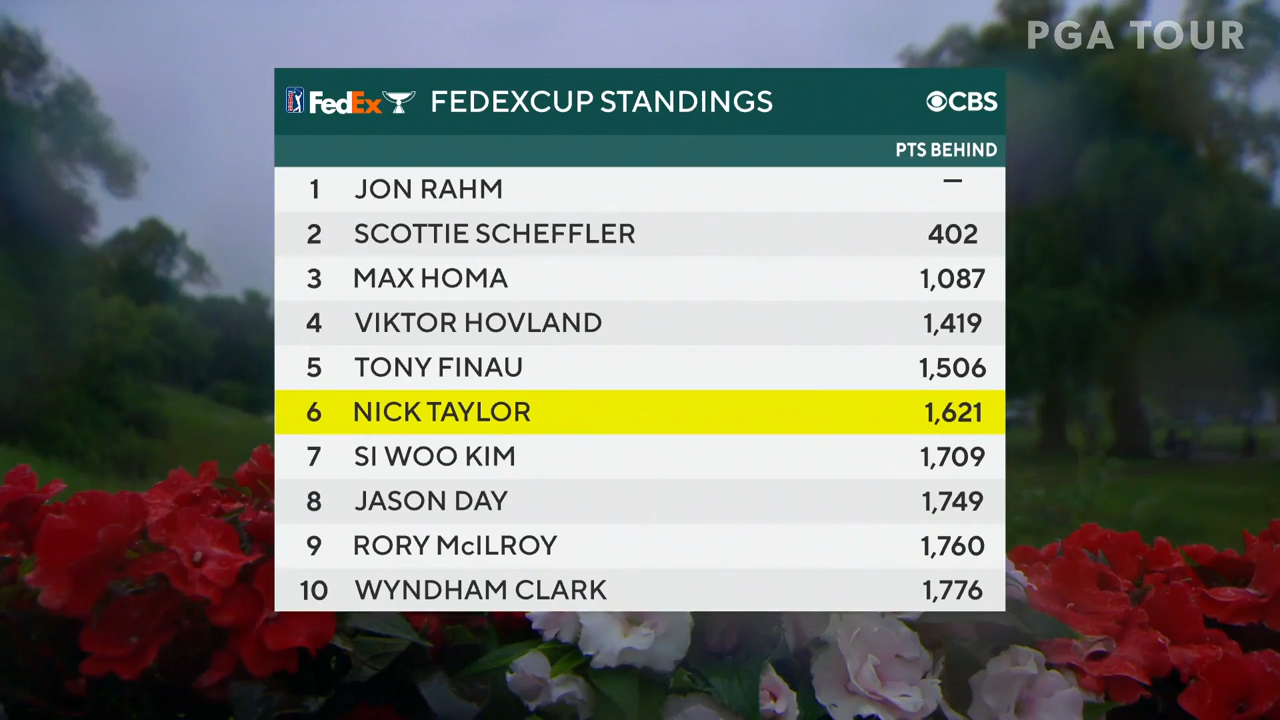 PGA TOUR
FedEx FEDEXCUP STANDINGS CBS
PTS BEHIND
1 JON RAHM —
2 SCOTTIE SCHEFFLER 402
3 MAX HOMA 1,087
4 VIKTOR HOVLAND 1,419
5 TONY FINAU 1,506
6 NICK TAYLOR 1,621
7 SI WOO KIM 1,709
8 JASON DAY 1,749
9 RORY McILROY 1,760
10 WYNDHAM CLARK 1,776